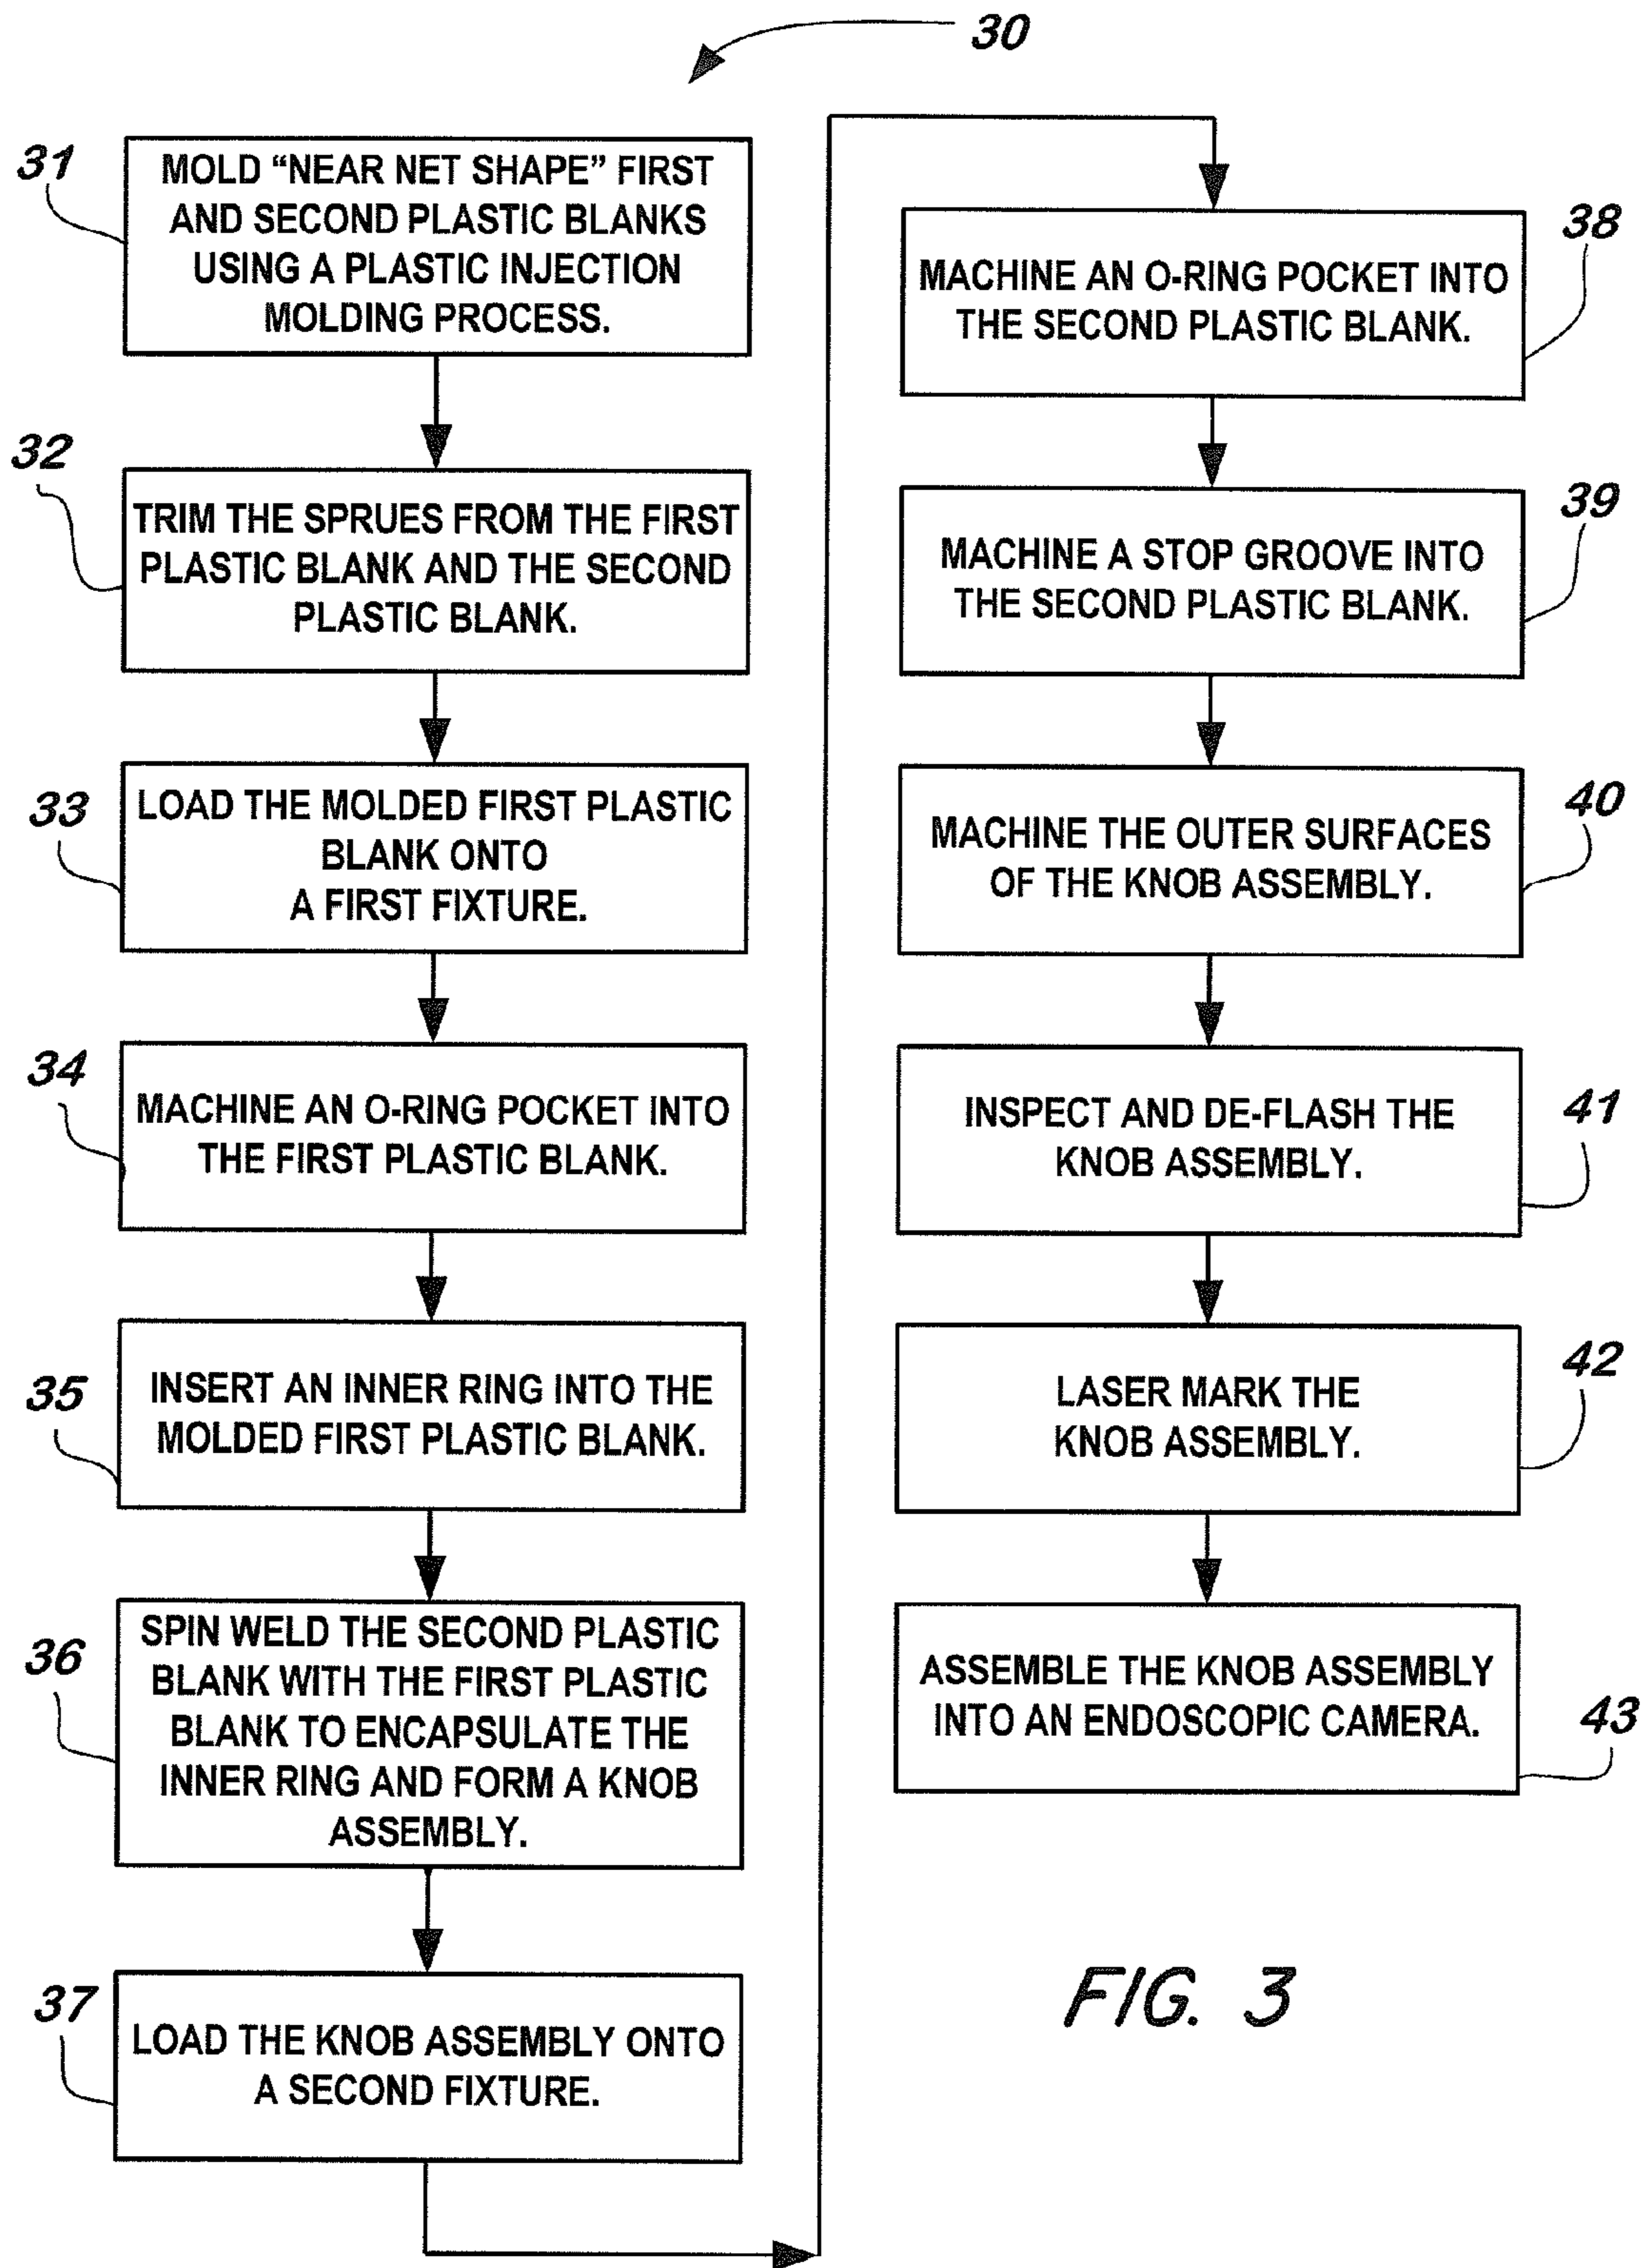 30
31
MOLD “NEAR NET SHAPE” FIRST
AND SECOND PLASTIC BLANKS
USING A PLASTIC INJECTION
MOLDING PROCESS.
32
TRIM THE SPRUES FROM THE FIRST
PLASTIC BLANK AND THE SECOND
PLASTIC BLANK.
33
LOAD THE MOLDED FIRST PLASTIC
BLANK ONTO
A FIRST FIXTURE.
34
MACHINE AN O-RING POCKET INTO
THE FIRST PLASTIC BLANK.
35
INSERT AN INNER RING INTO THE
MOLDED FIRST PLASTIC BLANK.
36
SPIN WELD THE SECOND PLASTIC
BLANK WITH THE FIRST PLASTIC
BLANK TO ENCAPSULATE THE
INNER RING AND FORM A KNOB
ASSEMBLY.
37
LOAD THE KNOB ASSEMBLY ONTO
A SECOND FIXTURE.
38
MACHINE AN O-RING POCKET INTO
THE SECOND PLASTIC BLANK.
39
MACHINE A STOP GROOVE INTO
THE SECOND PLASTIC BLANK.
40
MACHINE THE OUTER SURFACES
OF THE KNOB ASSEMBLY.
41
INSPECT AND DE-FLASH THE
KNOB ASSEMBLY.
42
LASER MARK THE
KNOB ASSEMBLY.
43
ASSEMBLE THE KNOB ASSEMBLY
INTO AN ENDOSCOPIC CAMERA.
FIG. 3